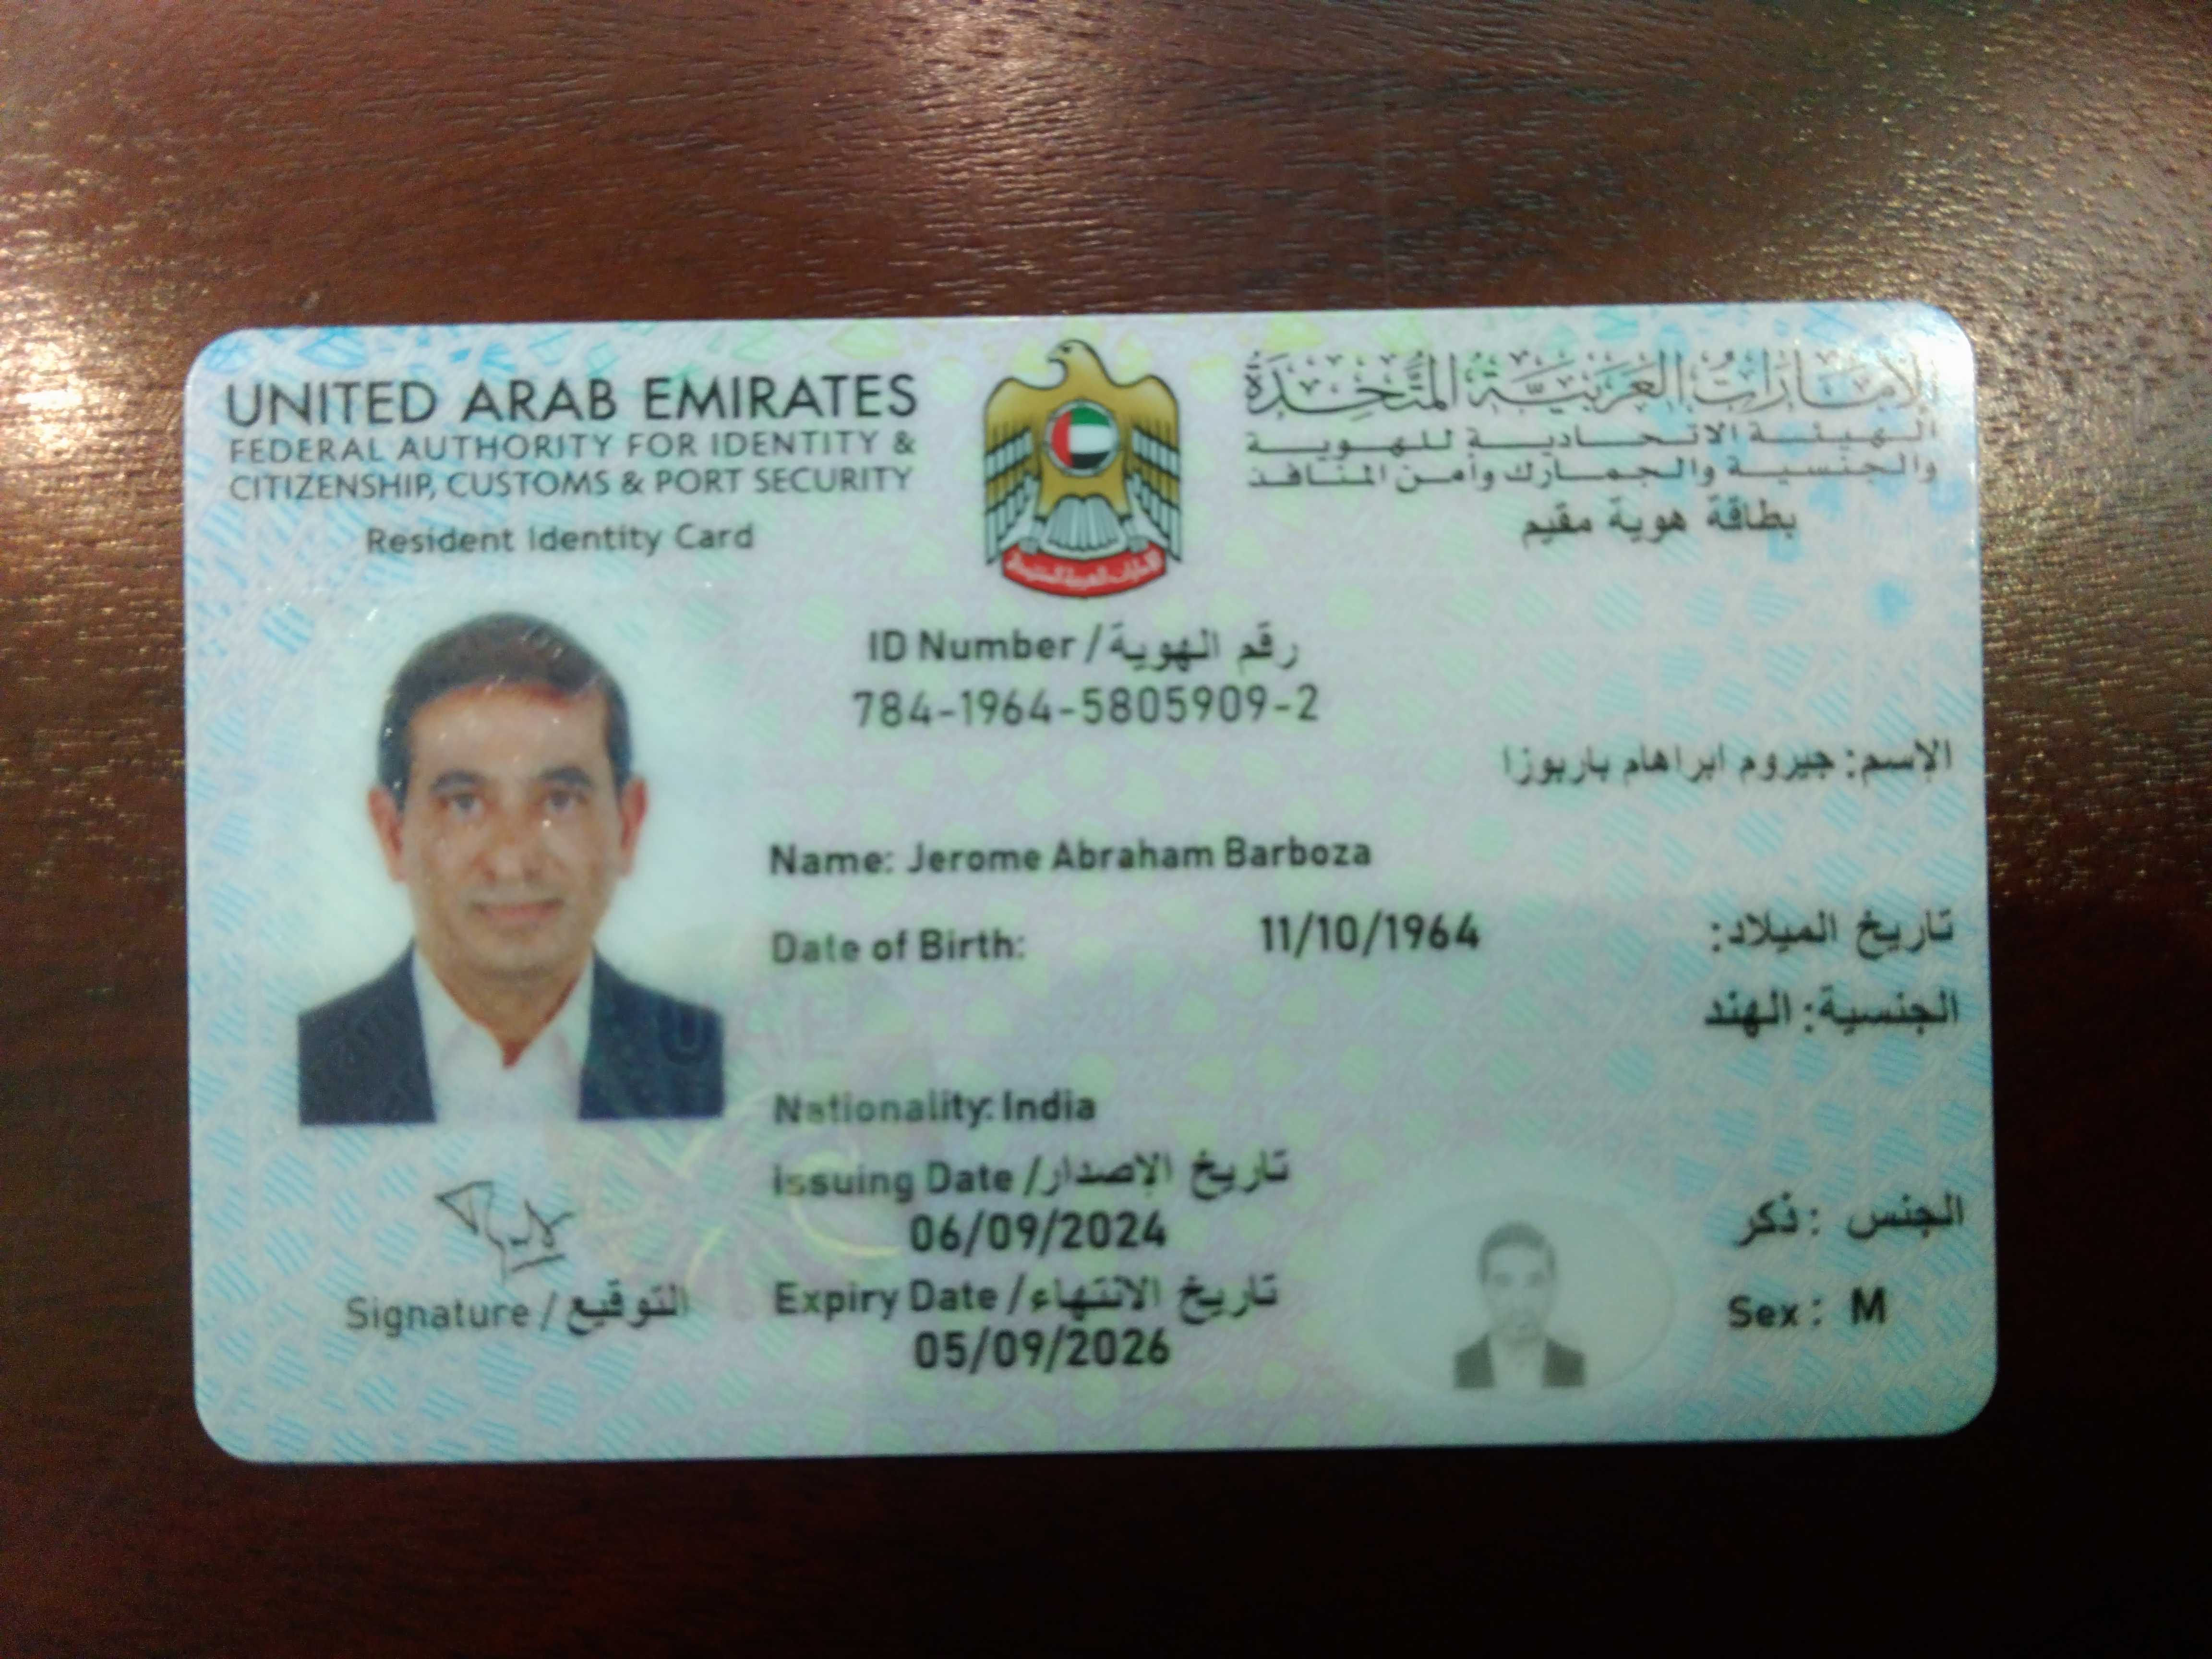 UNITED ARAB EMIRATES
FEDERAL AUTHORITY FOR IDENTITY &
CITIZENSHIP, CUSTOMS & PORT SECURITY
Resident Identity Card
الإمارات العربية المتحدة
الهيئة الاتحادية للهوية
والجنسية والجمارك وأمن المنافذ
بطاقة هوية مقيم
ID Number / رقم الهوية
784-1964-5805909-2
الإسم: جيروم ابراهام باربوزا
Name: Jerome Abraham Barboza
Date of Birth: 11/10/1964 تاريخ الميلاد:
الجنسية: الهند
Nationality: India
Issuing Date / تاريخ الإصدار
06/09/2024
Expiry Date / تاريخ الانتهاء
05/09/2026
الجنس : ذكر
Sex : M
Signature / التوقيع